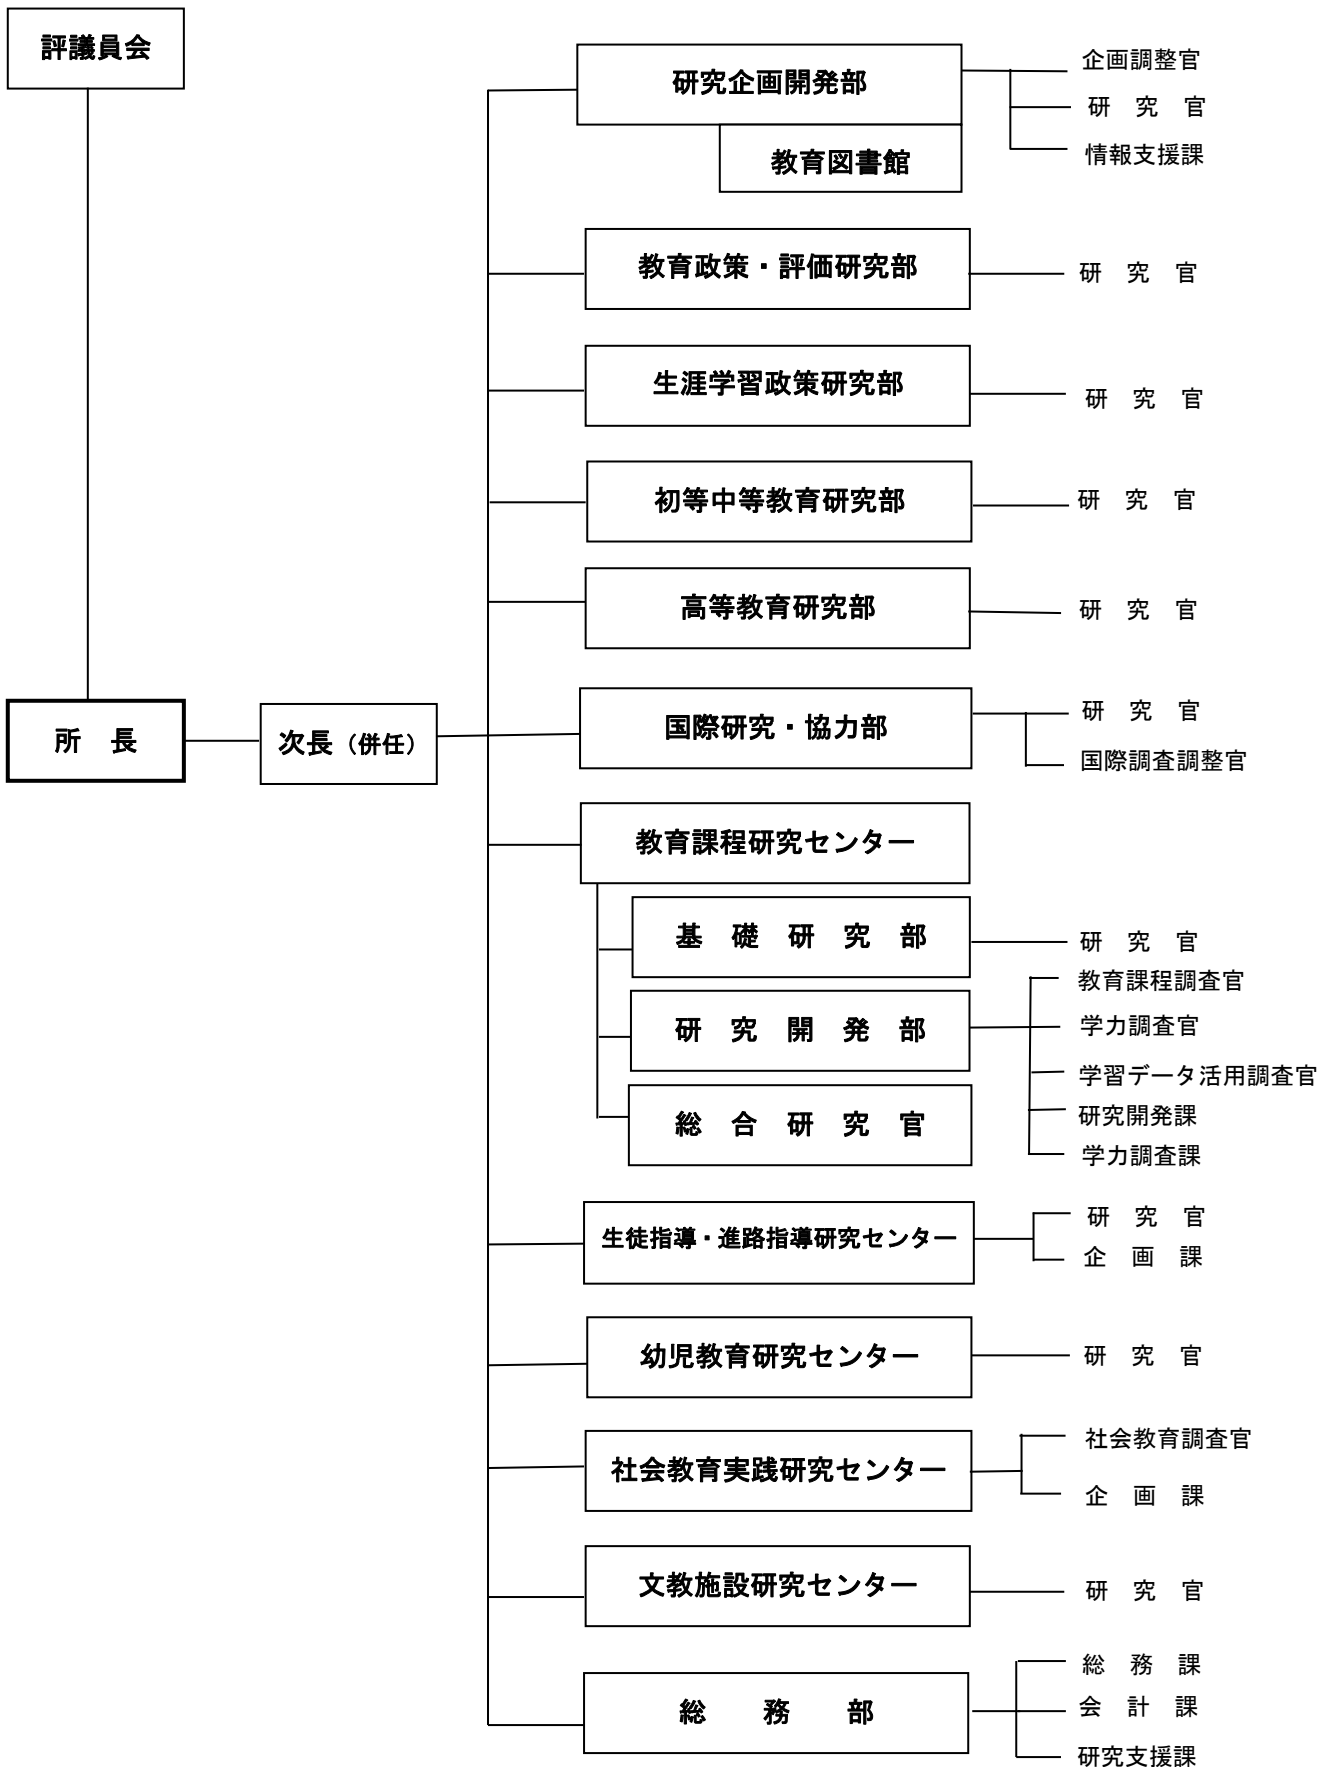 評議員会
研究企画開発部
企画調整官
研　究　官
情報支援課
教育図書館
教育政策・評価研究部
研　究　官
生涯学習政策研究部
研　究　官
初等中等教育研究部
研　究　官
高等教育研究部
研　究　官
所　長
次長（併任）
国際研究・協力部
研　究　官
国際調査調整官
教育課程研究センター
基　礎　研　究　部
研　究　官
研　究　開　発　部
教育課程調査官
学力調査官
学習データ活用調査官
研究開発課
学力調査課
総　合　研　究　官
生徒指導・進路指導研究センター
研　究　官
企　画　課
幼児教育研究センター
研　究　官
社会教育実践研究センター
社会教育調査官
企　画　課
文教施設研究センター
研　究　官
総　　務　　部
総　務　課
会　計　課
研究支援課